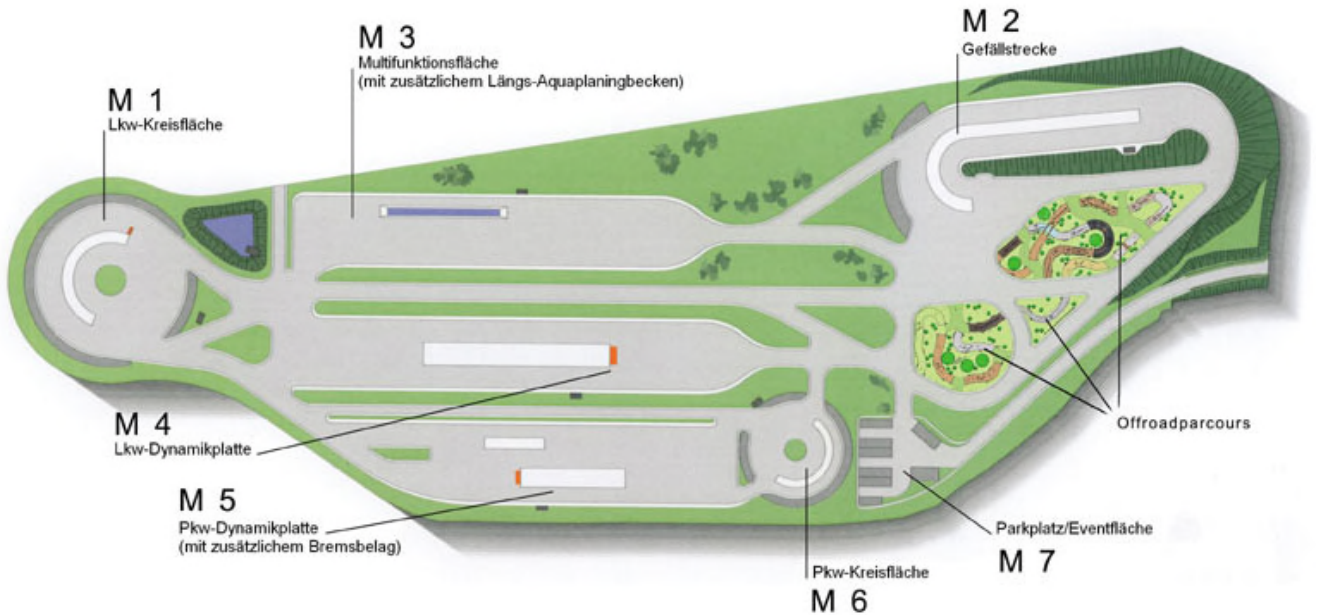 M 1
Lkw-Kreisfläche
M 3
Multifunktionsfläche
(mit zusätzlichem Längs-Aquaplaningbecken)
M 2
Gefällstrecke
M 4
Lkw-Dynamikplatte
M 5
Pkw-Dynamikplatte
(mit zusätzlichem Bremsbelag)
Offroadparcours
Parkplatz/Eventfläche
M 7
Pkw-Kreisfläche
M 6